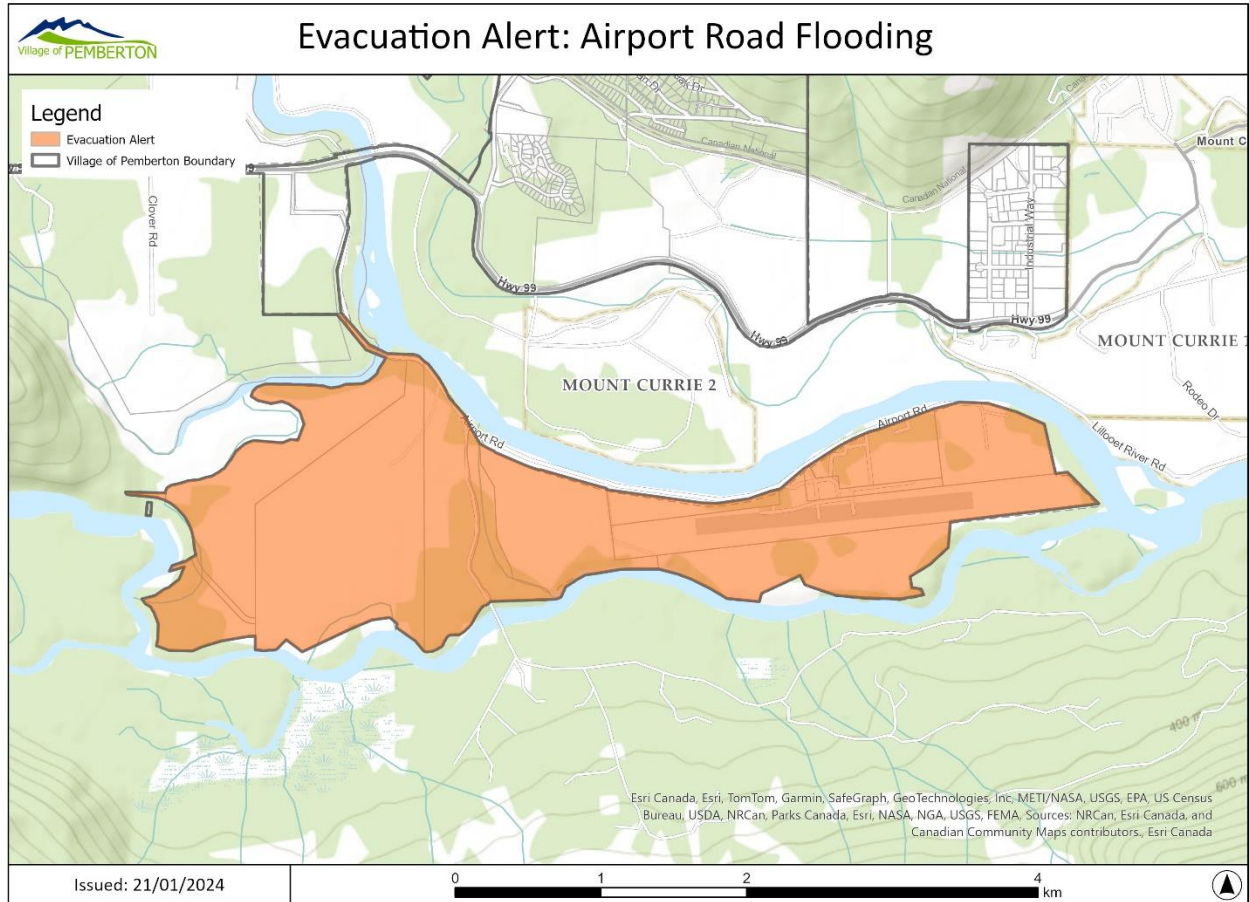 Village of PEMBERTON
Evacuation Alert: Airport Road Flooding
Legend
Evacuation Alert
Village of Pemberton Boundary
Clover Rd
Canadian National
Canadian National
Industrial Way
Mount C
Hwy 99
Hwy 99
Hwy 99
MOUNT CURRIE 2
MOUNT CURRIE 1
Rodeo Dr
Airport Rd
Airport Rd
Lillooet River Rd
400 m
600 m
Esri Canada, Esri, TomTom, Garmin, SafeGraph, GeoTechnologies, Inc, METI/NASA, USGS, EPA, US Census
Bureau, USDA, NRCan, Parks Canada, Esri, NASA, NGA, USGS, FEMA, Sources: NRCan, Esri Canada, and
Canadian Community Maps contributors., Esri Canada
Issued: 21/01/2024
0 1 2 4
km